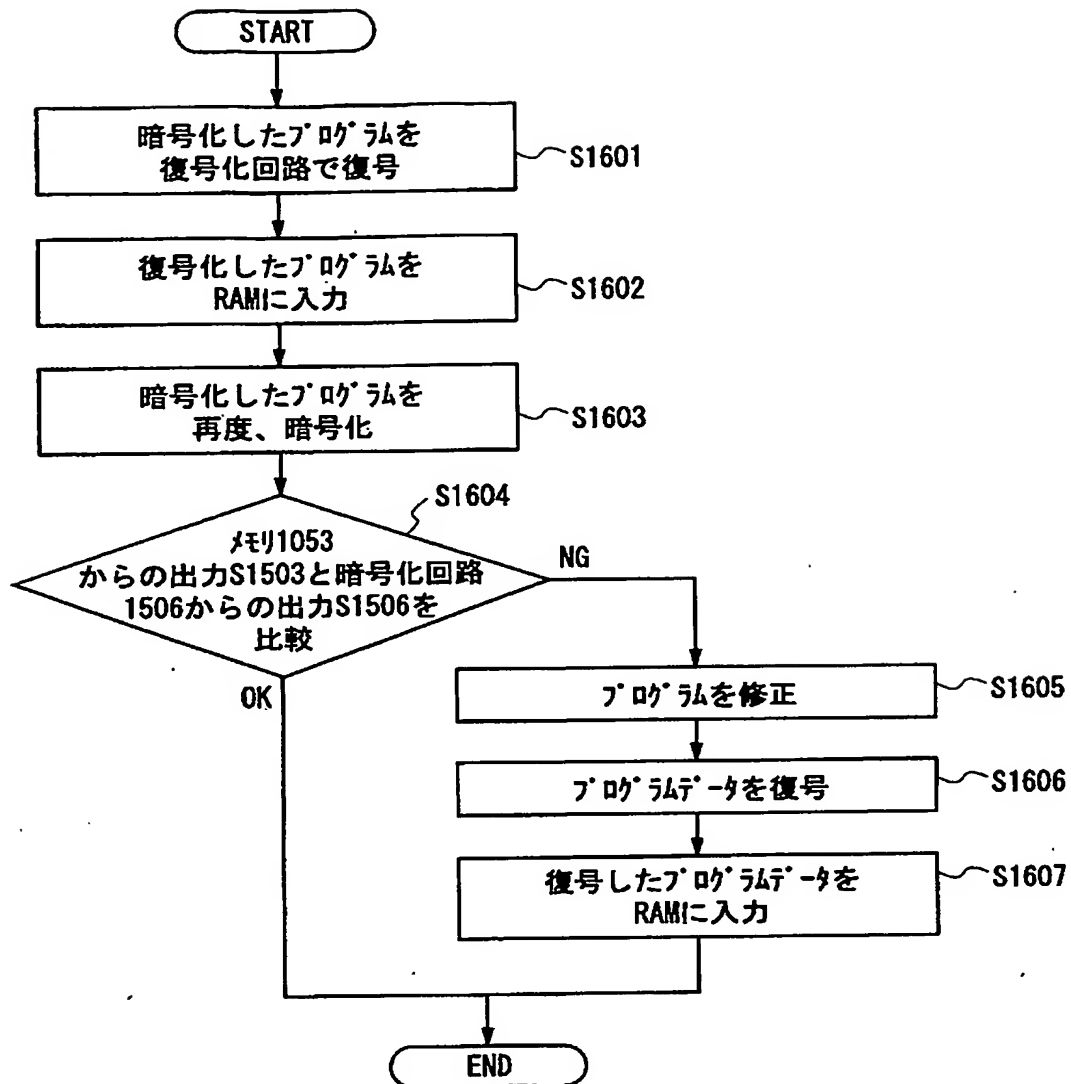 START
暗号化したプログラムを
復号化回路で復号
S1601
復号化したプログラムを
RAMに入力
S1602
暗号化したプログラムを
再度、暗号化
S1603
S1604
メモリ1053
からの出力S1503と暗号化回路
1506からの出力S1506を
比較
NG
OK
プログラムを修正
S1605
プログラムデータを復号
S1606
復号したプログラムデータを
RAMに入力
S1607
END